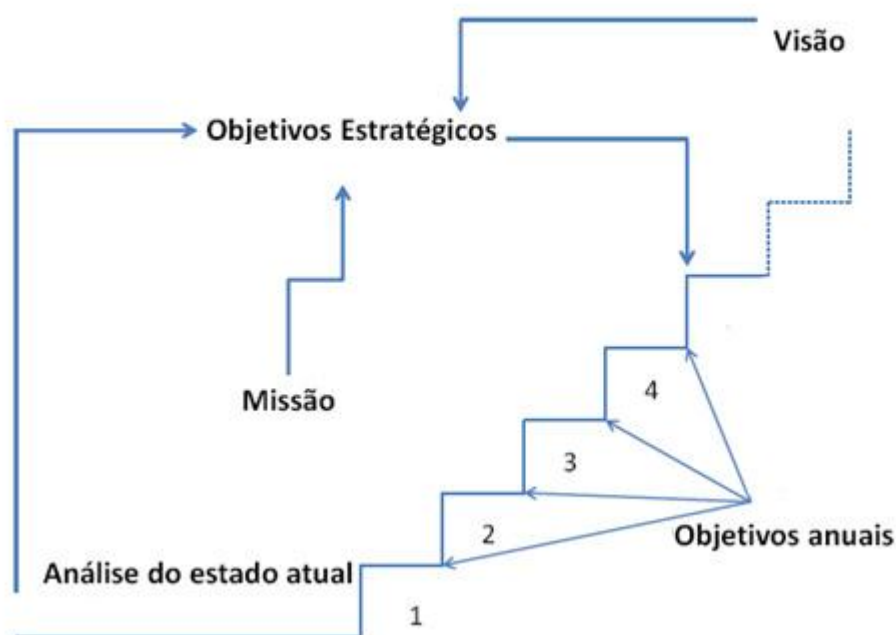 Visão
Objetivos Estratégicos
Missão
4
3
2
Objetivos anuais
Análise do estado atual
1